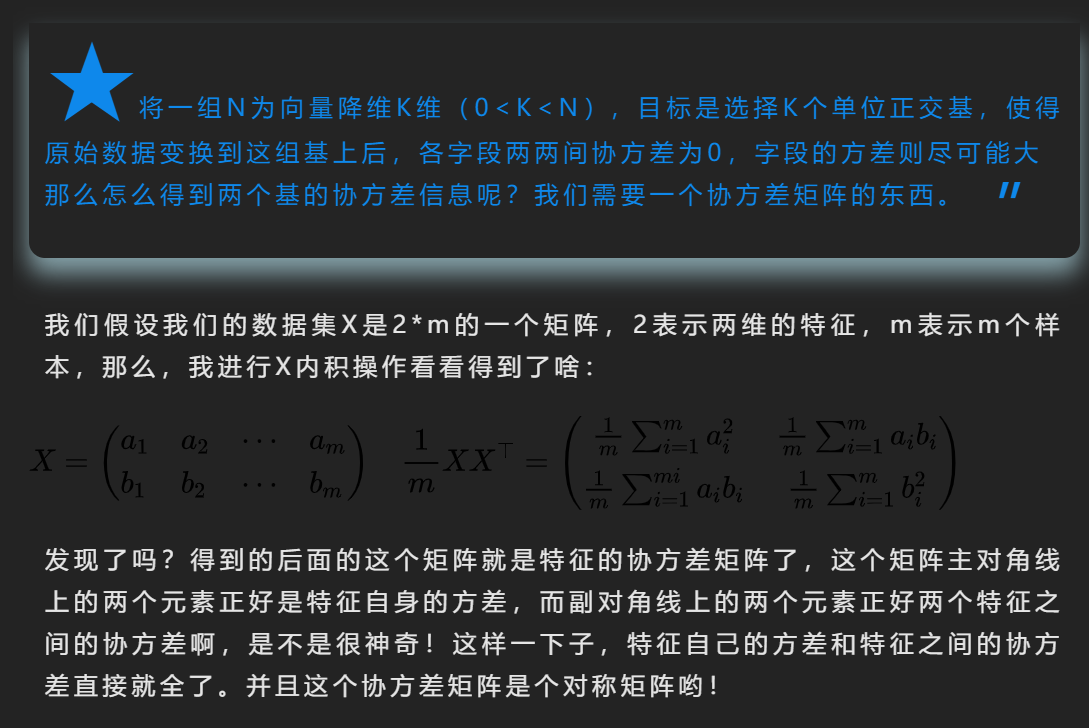 将一组N为向量降维K维（0<K<N），目标是选择K个单位正交基，使得
原始数据变换到这组基上后，各字段两两间协方差为0，字段的方差则尽可能大
那么怎么得到两个基的协方差信息呢？我们需要一个协方差矩阵的东西。 "
我们假设我们的数据集X是2*m的一个矩阵，2表示两维的特征，m表示m个样
本，那么，我进行X内积操作看看得到了啥：
X = \begin{pmatrix} a_1 & a_2 & \cdots & a_m \\ b_1 & b_2 & \cdots & b_m \end{pmatrix} \quad \frac{1}{m}XX^\top = \begin{pmatrix} \frac{1}{m}\sum_{i=1}^{m} a_i^2 & \frac{1}{m}\sum_{i=1}^{m} a_i b_i \\ \frac{1}{m}\sum_{i=1}^{mi} a_i b_i & \frac{1}{m}\sum_{i=1}^{m} b_i^2 \end{pmatrix}
发现了吗？得到的后面的这个矩阵就是特征的协方差矩阵了，这个矩阵主对角线
上的两个元素正好是特征自身的方差，而副对角线上的两个元素正好两个特征之
间的协方差啊，是不是很神奇！这样一下子，特征自己的方差和特征之间的协方
差直接就全了。并且这个协方差矩阵是个对称矩阵哟！